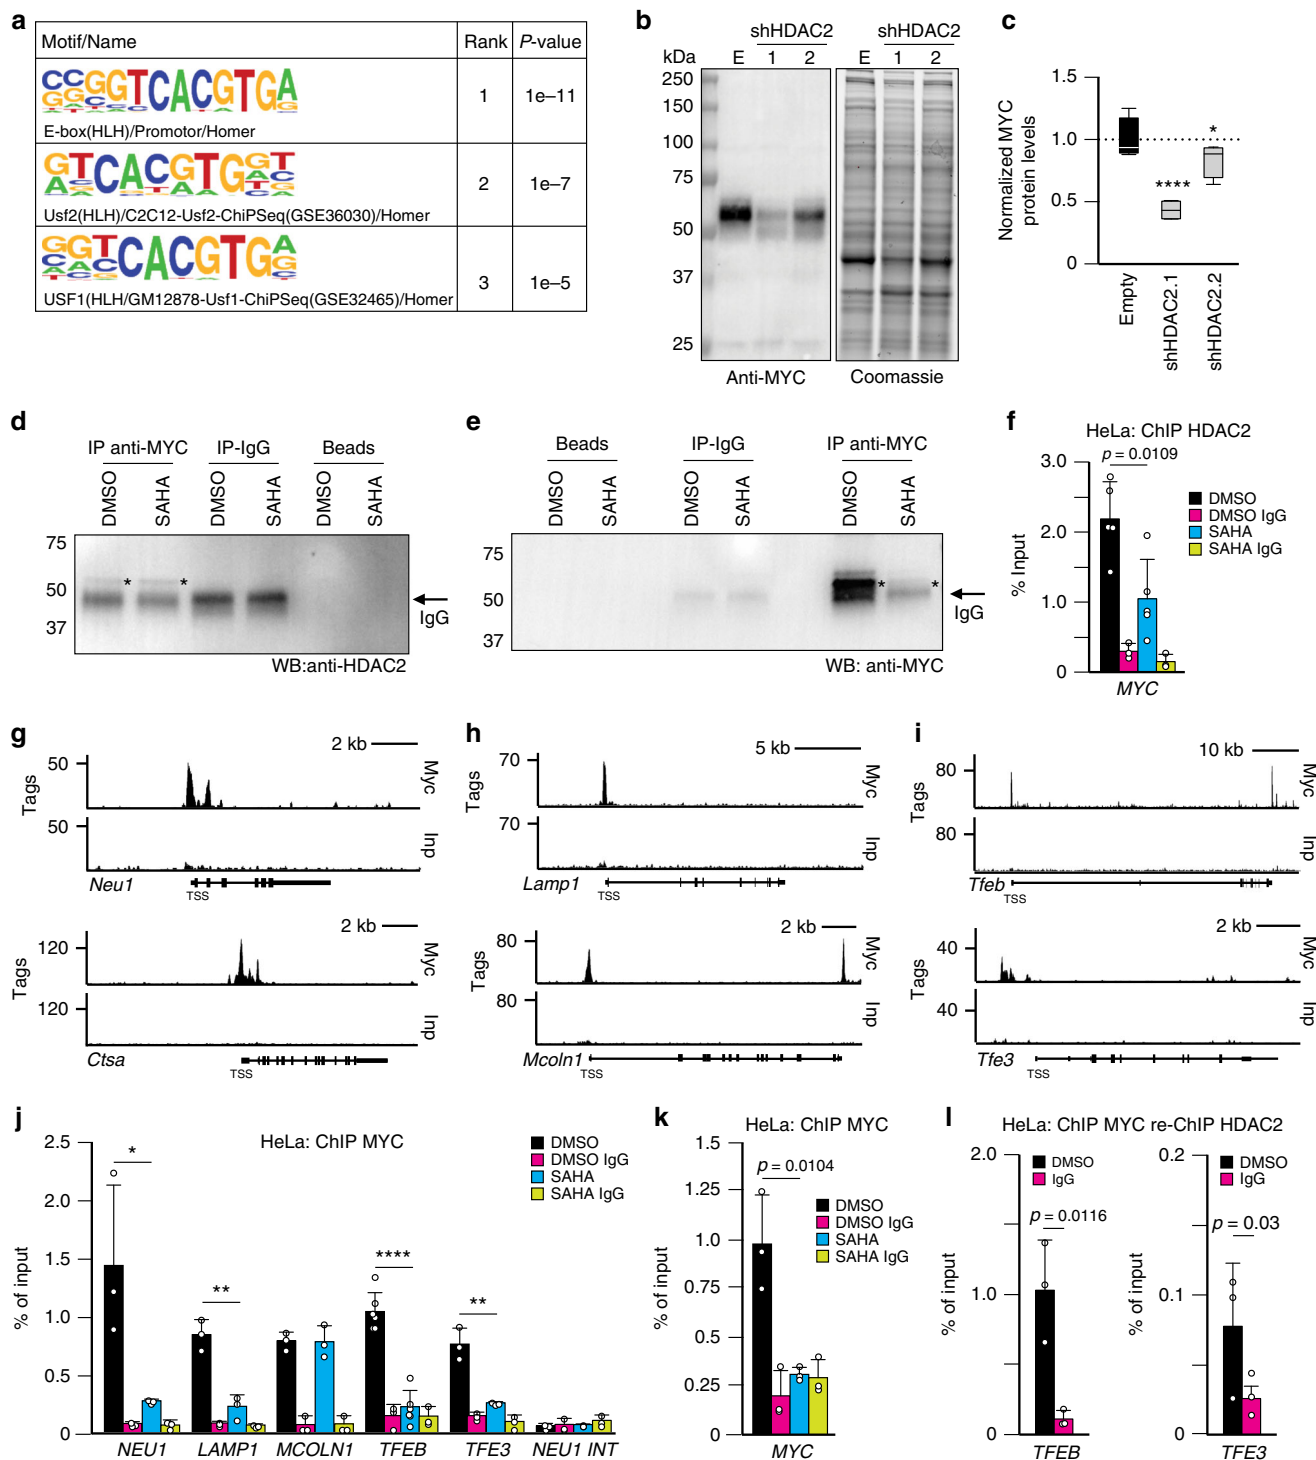 a
Motif/Name Rank P-value
CCGGTCACGTGA
1 1e–11
E-box(HLH)/Promotor/Homer
GTCACGTGGT
2 1e–7
Usf2(HLH)/C2C12-Usf2-ChiPSeq(GSE36030)/Homer
GGTCACGTGA
3 1e–5
USF1(HLH/GM12878-Usf1-ChiPSeq(GSE32465)/Homer
b
shHDAC2 shHDAC2
kDa E 1 2 E 1 2
250
150
100
75
50
37
25
Anti-MYC Coomassie
c
Normalized MYC
protein levels
1.5
1.0
0.5
0
****
*
Empty
shHDAC2.1
shHDAC2.2
d
IP anti-MYC IP-IgG Beads
DMSO SAHA DMSO SAHA DMSO SAHA
75
50
37
* *
IgG
WB:anti-HDAC2
e
Beads IP-IgG IP anti-MYC
DMSO SAHA DMSO SAHA DMSO SAHA
75
50
37
* *
IgG
WB: anti-MYC
f
HeLa: ChIP HDAC2
p = 0.0109
% Input
3.0
2.0
1.0
0
DMSO
DMSO IgG
SAHA
SAHA IgG
MYC
g
2 kb
Tags
50
Myc
50
Inp
Neu1
TSS
2 kb
Tags
120
Myc
120
Inp
Ctsa
TSS
h
5 kb
Tags
70
Myc
70
Inp
Lamp1
TSS
2 kb
Tags
80
Myc
80
Inp
Mcoln1
TSS
i
10 kb
Tags
80
Myc
80
Inp
Tfeb
TSS
2 kb
Tags
40
Myc
40
Inp
Tfe3
TSS
j
HeLa: ChIP MYC
% of input
2.5
2.0
1.5
1.0
0.5
0
* ** **** **
DMSO
DMSO IgG
SAHA
SAHA IgG
NEU1 LAMP1 MCOLN1 TFEB TFE3 NEU1 INT
k
HeLa: ChIP MYC
% of input
1.5
1.25
1.0
0.75
0.5
0.25
0
p = 0.0104
DMSO
DMSO IgG
SAHA
SAHA IgG
MYC
l
HeLa: ChIP MYC re-ChIP HDAC2
% of input
2.0
1.0
0
DMSO
IgG
p = 0.0116
TFEB
% of input
0.2
0.1
0
DMSO
IgG
p = 0.03
TFE3